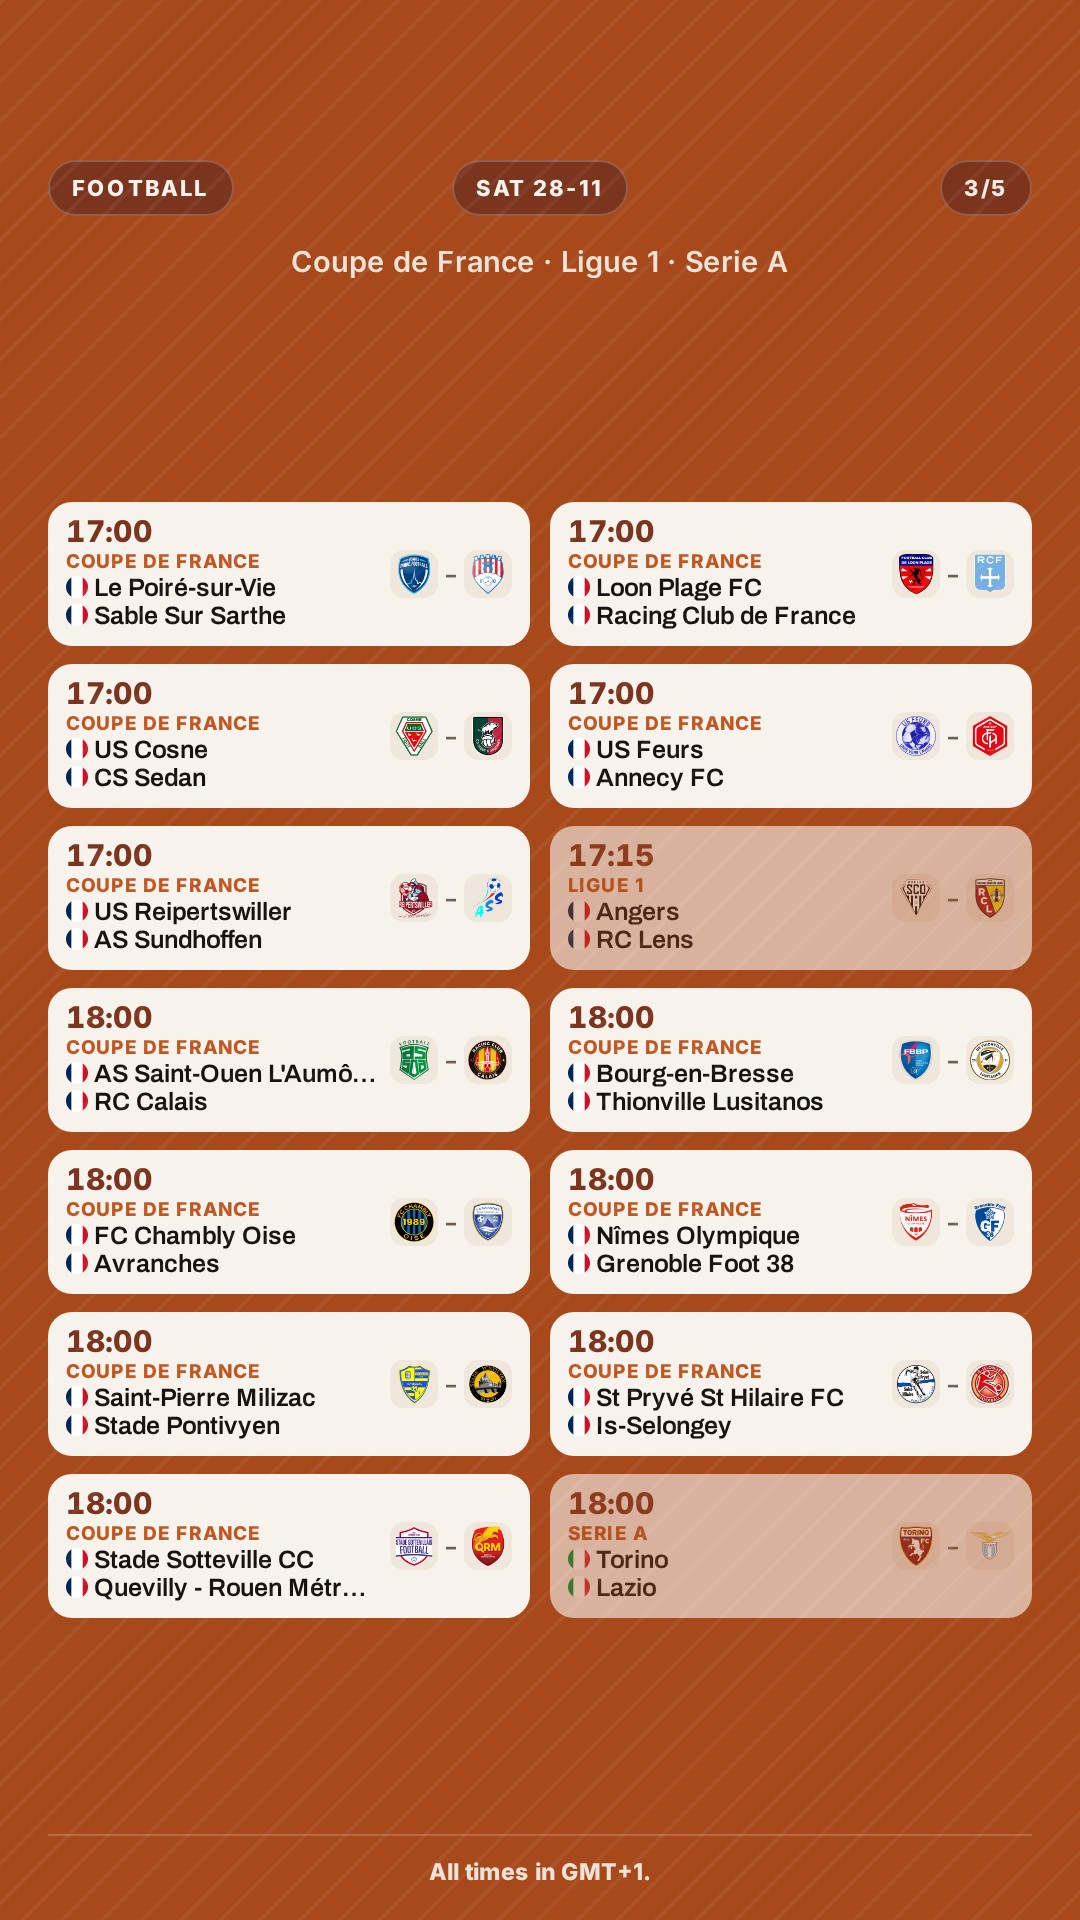 FOOTBALL
SAT 28-11
3/5
Coupe de France · Ligue 1 · Serie A
17:00
COUPE DE FRANCE
Le Poiré-sur-Vie
Sable Sur Sarthe
17:00
COUPE DE FRANCE
Loon Plage FC
Racing Club de France
17:00
COUPE DE FRANCE
US Cosne
CS Sedan
17:00
COUPE DE FRANCE
US Feurs
Annecy FC
17:00
COUPE DE FRANCE
US Reipertswiller
AS Sundhoffen
17:15
LIGUE 1
Angers
RC Lens
18:00
COUPE DE FRANCE
AS Saint-Ouen L'Aumô...
RC Calais
18:00
COUPE DE FRANCE
Bourg-en-Bresse
Thionville Lusitanos
18:00
COUPE DE FRANCE
FC Chambly Oise
Avranches
18:00
COUPE DE FRANCE
Nîmes Olympique
Grenoble Foot 38
18:00
COUPE DE FRANCE
Saint-Pierre Milizac
Stade Pontivyen
18:00
COUPE DE FRANCE
St Pryvé St Hilaire FC
Is-Selongey
18:00
COUPE DE FRANCE
Stade Sotteville CC
Quevilly - Rouen Métr...
18:00
SERIE A
Torino
Lazio
All times in GMT+1.